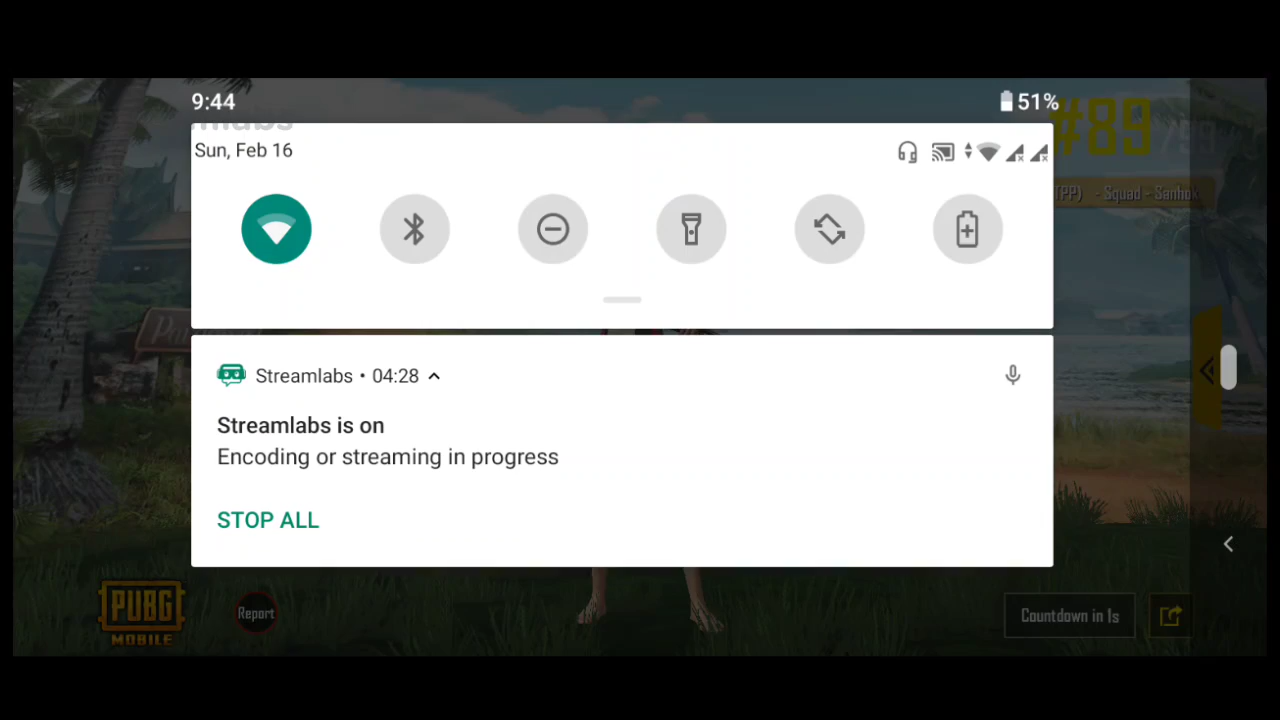 9:44
51%
Sun, Feb 16
#89
TPP) - Squad - Sanhok
Streamlabs • 04:28
Streamlabs is on
Encoding or streaming in progress
STOP ALL
PUBG
MOBILE
Report
Countdown in 1s